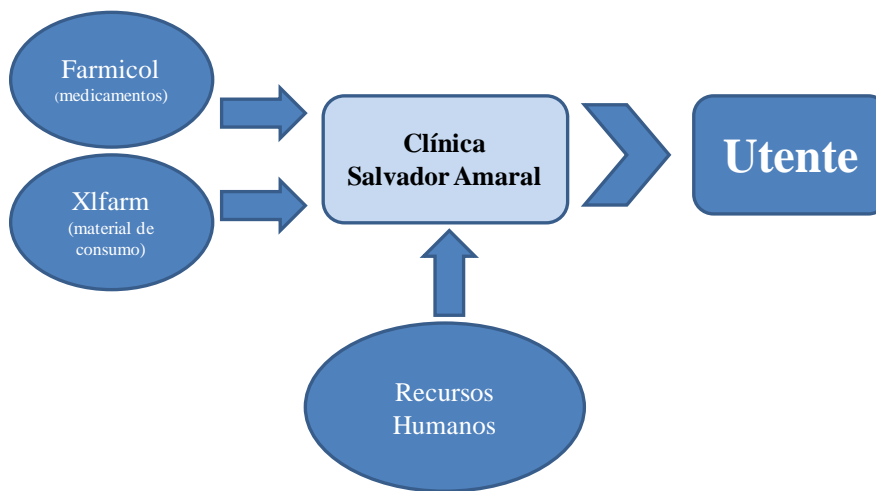 Farmicol
(medicamentos)
Xlfarm
(material de
consumo)
Clínica
Salvador Amaral
Utente
Recursos
Humanos